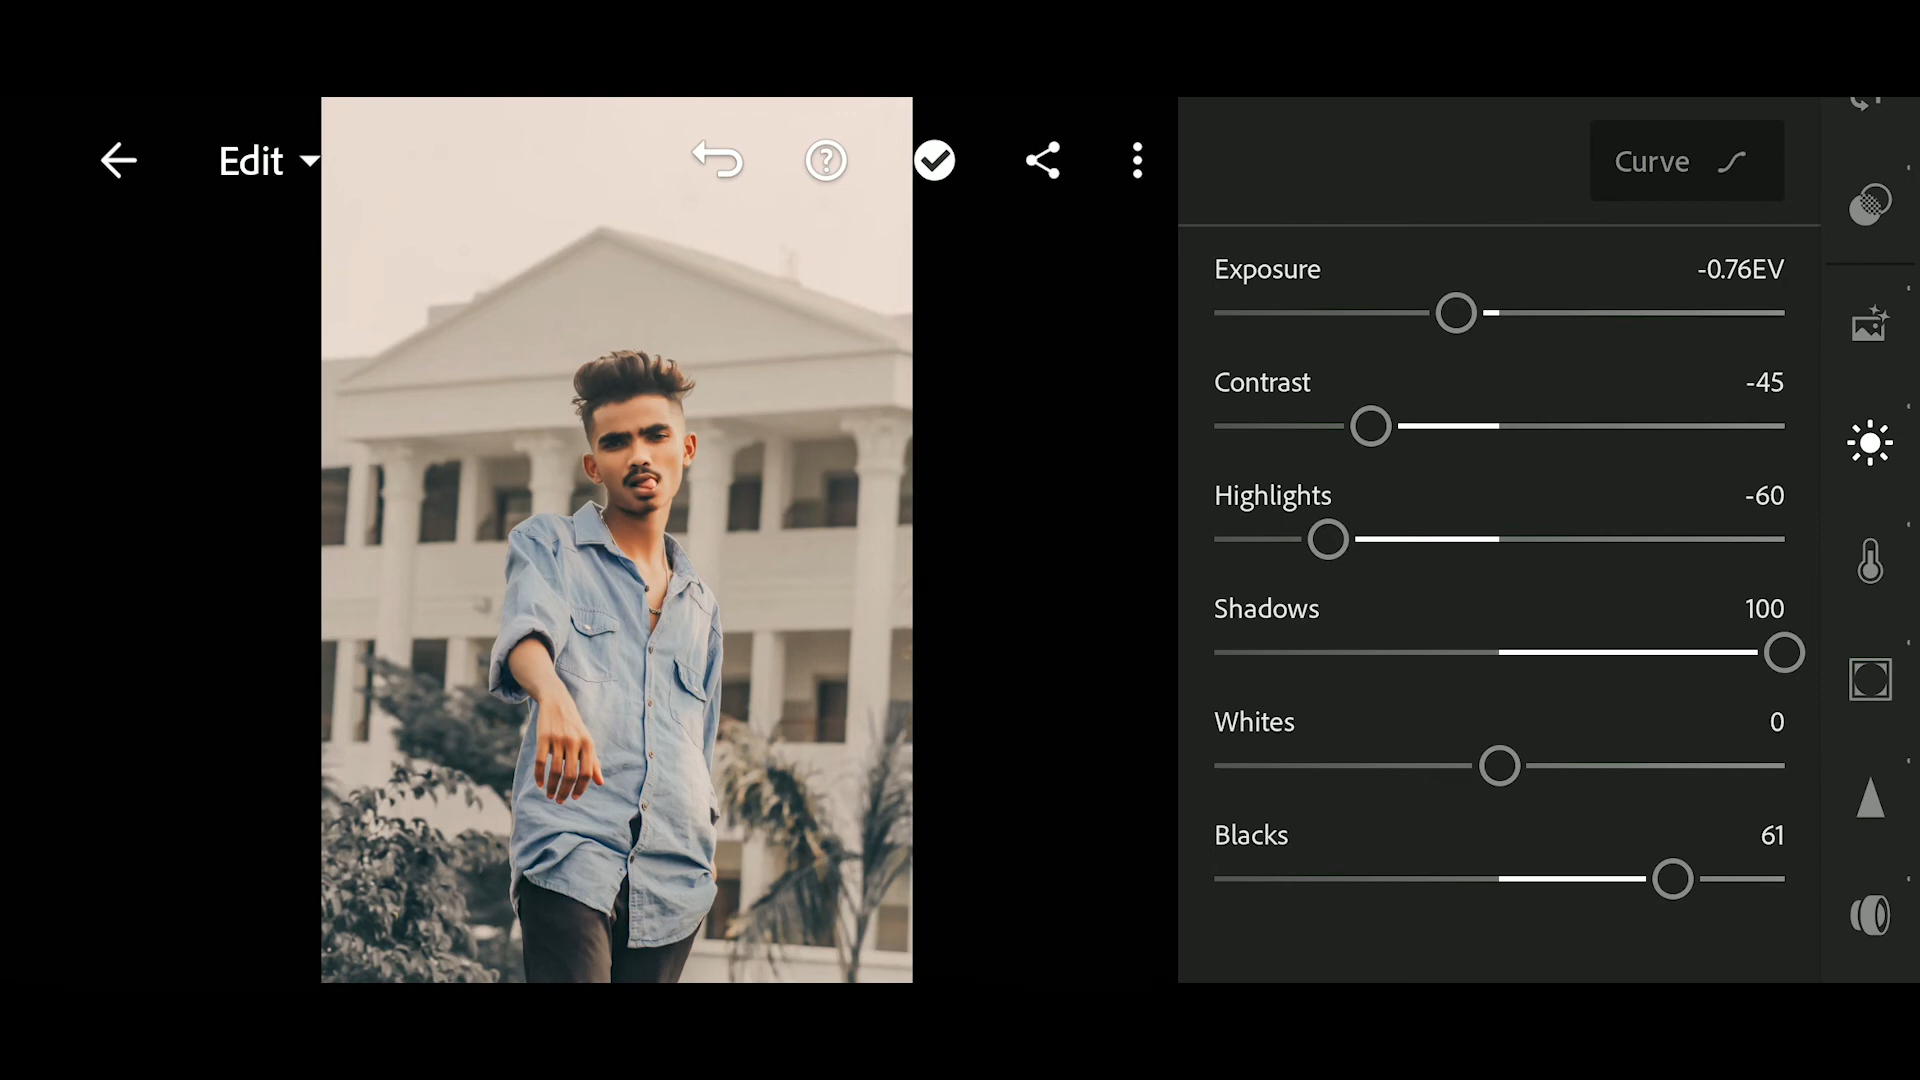 Edit
Curve
Exposure -0.76EV
Contrast -45
Highlights -60
Shadows 100
Whites 0
Blacks 61